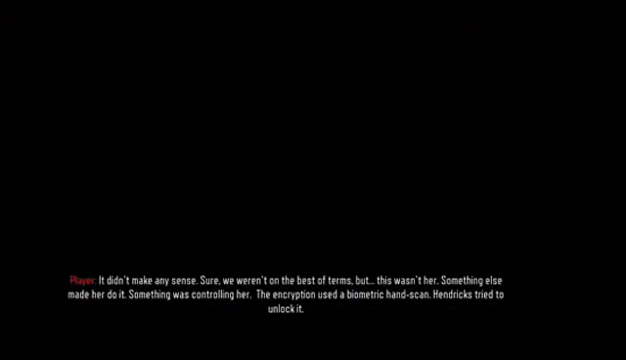 Player: It didn't make any sense. Sure, we weren't on the best of terms, but... this wasn't her. Something else
made her do it. Something was controlling her.  The encryption used a biometric hand-scan. Hendricks tried to
unlock it.